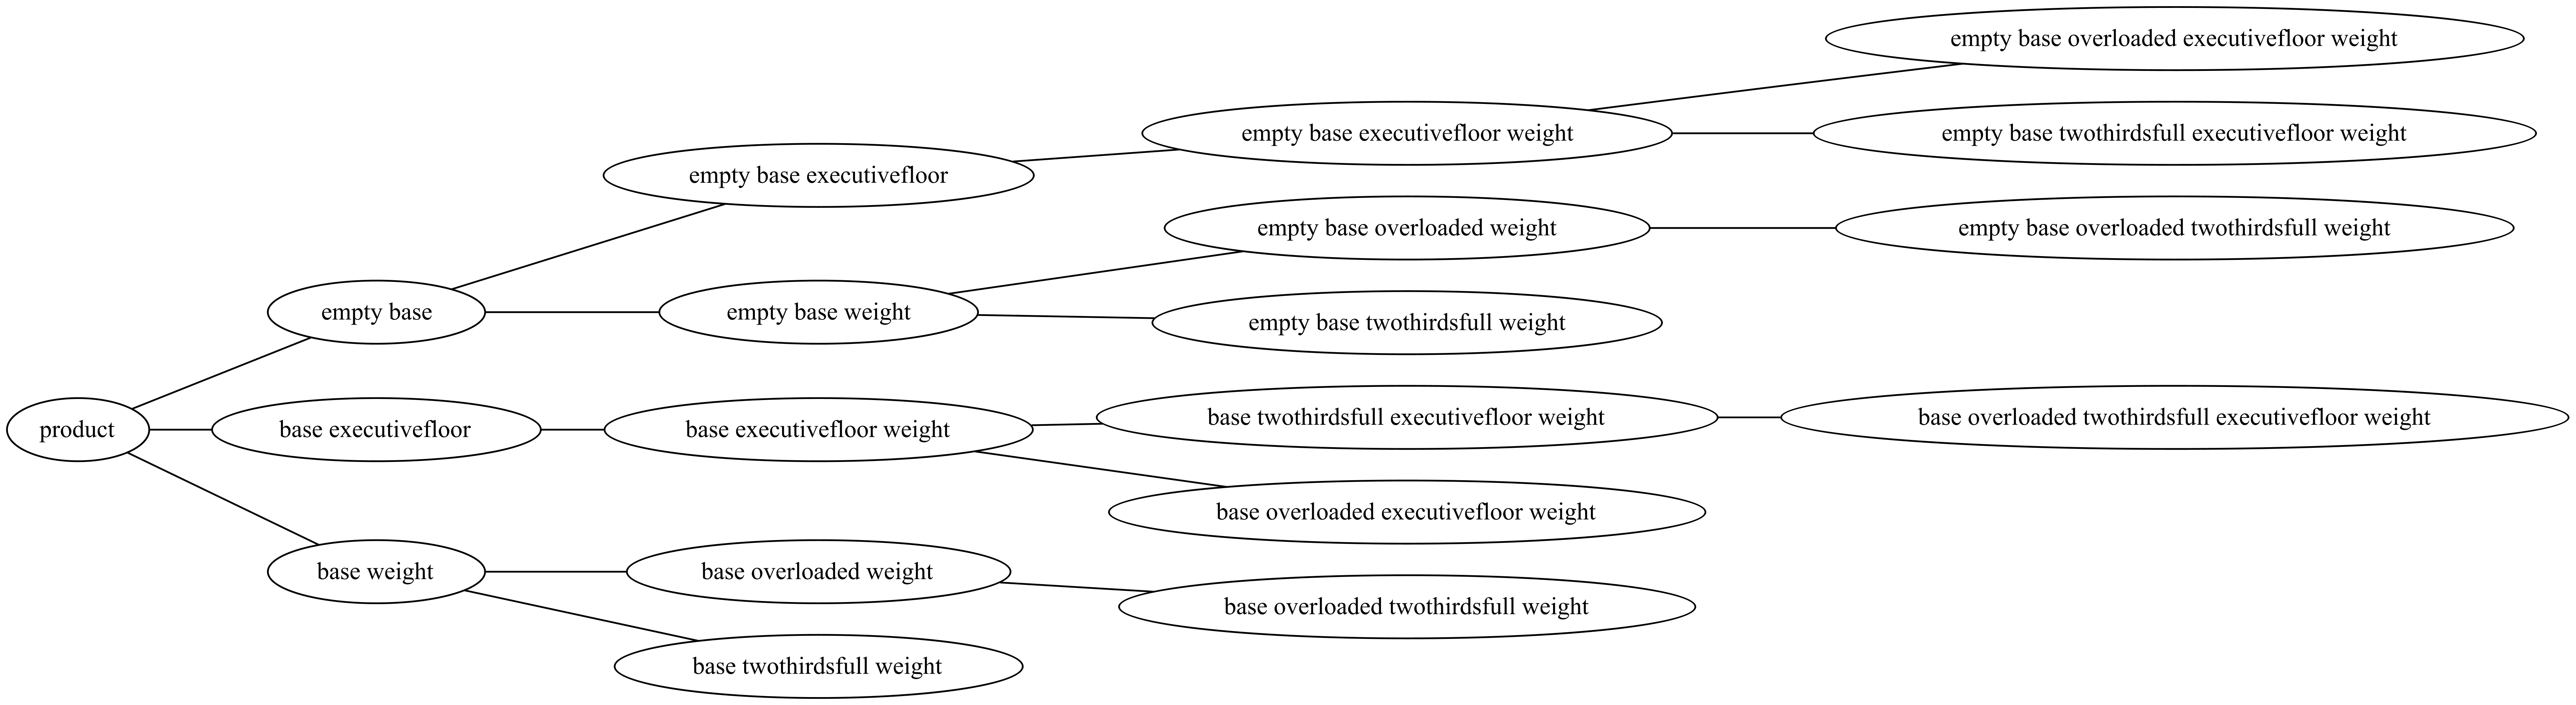 empty base overloaded executivefloor weight
empty base executivefloor weight
empty base twothirdsfull executivefloor weight
empty base executivefloor
empty base overloaded weight
empty base overloaded twothirdsfull weight
empty base
empty base weight
empty base twothirdsfull weight
product
base executivefloor
base executivefloor weight
base twothirdsfull executivefloor weight
base overloaded twothirdsfull executivefloor weight
base overloaded executivefloor weight
base weight
base overloaded weight
base overloaded twothirdsfull weight
base twothirdsfull weight